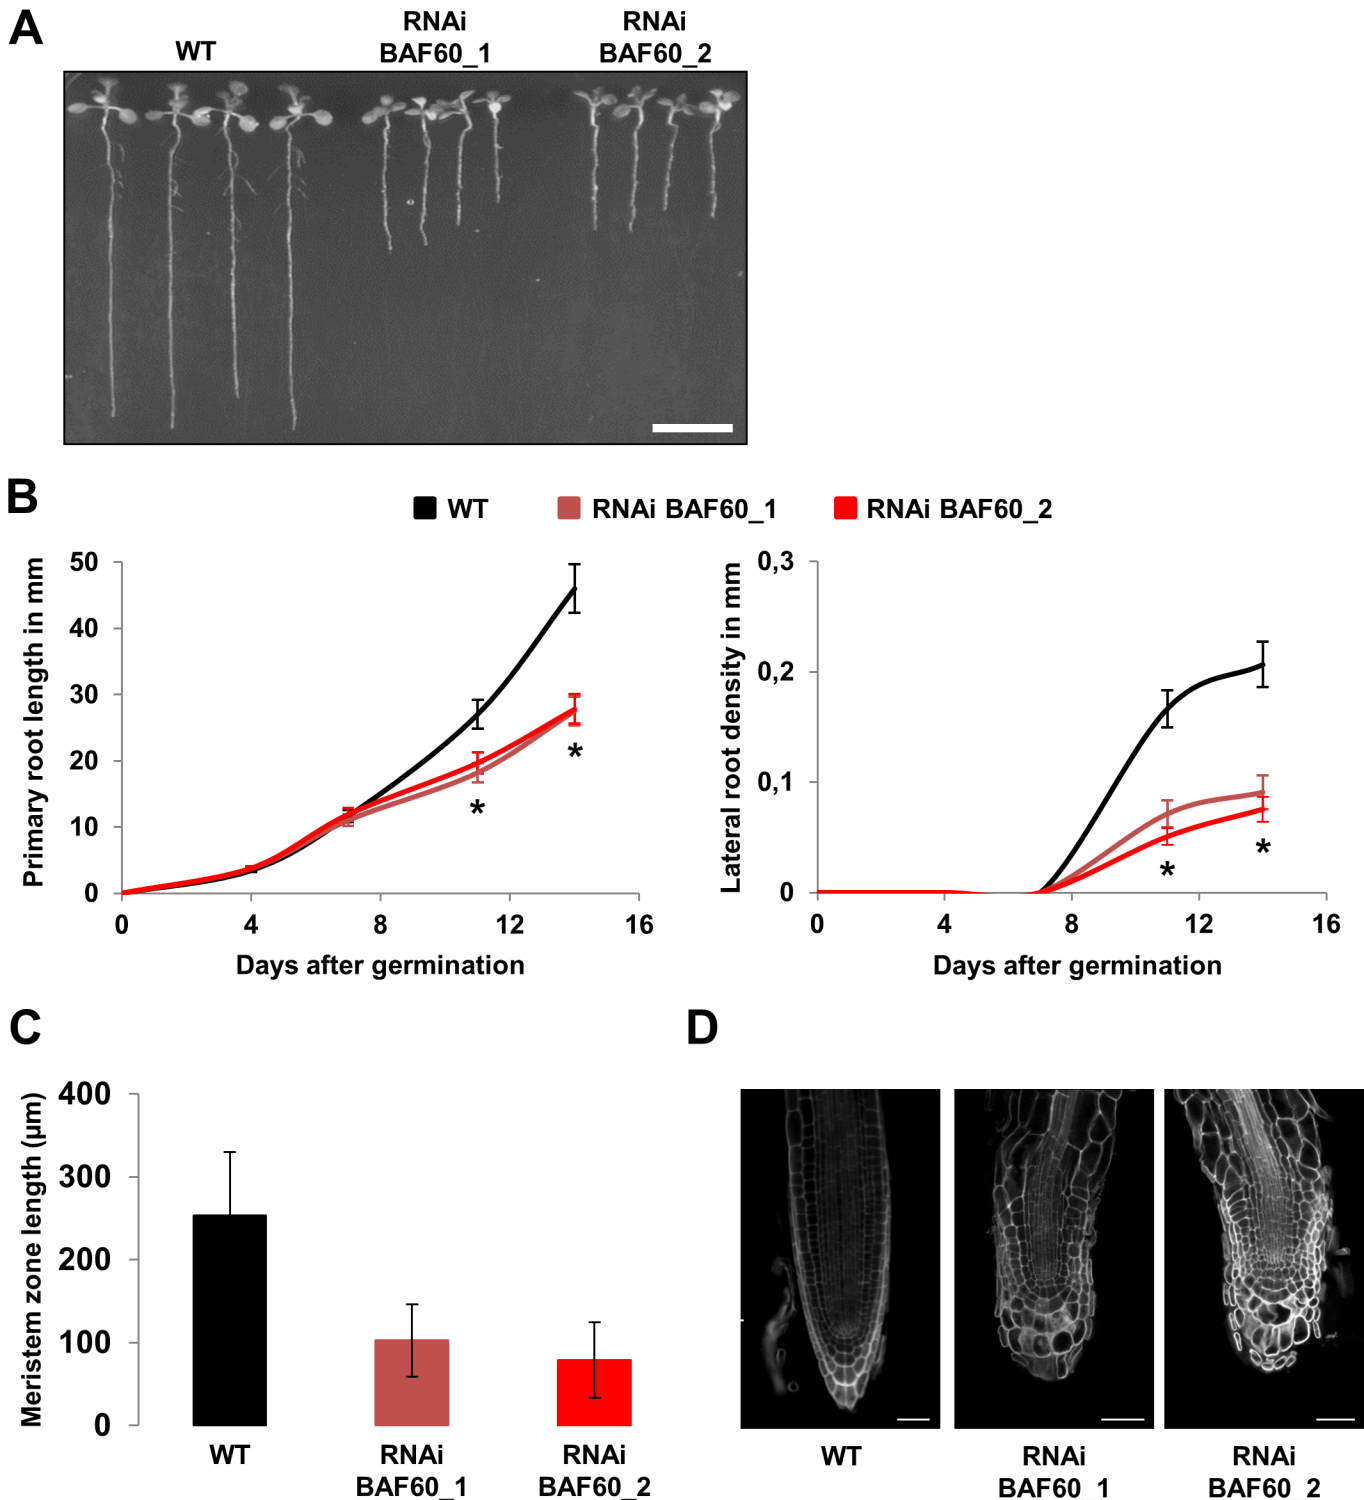 A
WT
RNAi
BAF60_1
RNAi
BAF60_2
B
WT
RNAi BAF60_1
RNAi BAF60_2
Primary root length in mm
50
40
30
20
10
0
*
*
0 4 8 12 16
Days after germination
Lateral root density in mm
0,3
0,2
0,1
0
*
*
0 4 8 12 16
Days after germination
C
Meristem zone length (µm)
400
300
200
100
0
WT
RNAi
BAF60_1
RNAi
BAF60_2
D
WT
RNAi
BAF60_1
RNAi
BAF60_2